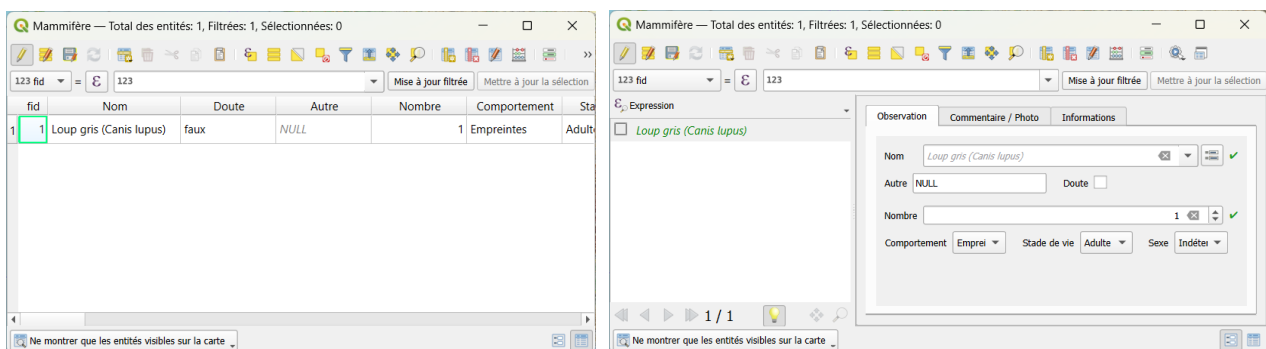 Mammifère — Total des entités: 1, Filtrées: 1, Sélectionnées: 0
123 fid = ε 123 Mise à jour filtrée Mettre à jour la sélection
fid Nom Doute Autre Nombre Comportement Sta
1 1 Loup gris (Canis lupus) faux NULL 1 Empreintes Adult
Ne montrer que les entités visibles sur la carte
Mammifère — Total des entités: 1, Filtrées: 1, Sélectionnées: 0
123 fid = ε 123 Mise à jour filtrée Mettre à jour la sélection
Expression
Loup gris (Canis lupus)
1 / 1
Ne montrer que les entités visibles sur la carte
Observation Commentaire / Photo Informations
Nom Loup gris (Canis lupus)
Autre NULL Doute
Nombre 1
Comportement Emprei Stade de vie Adulte Sexe Indéter